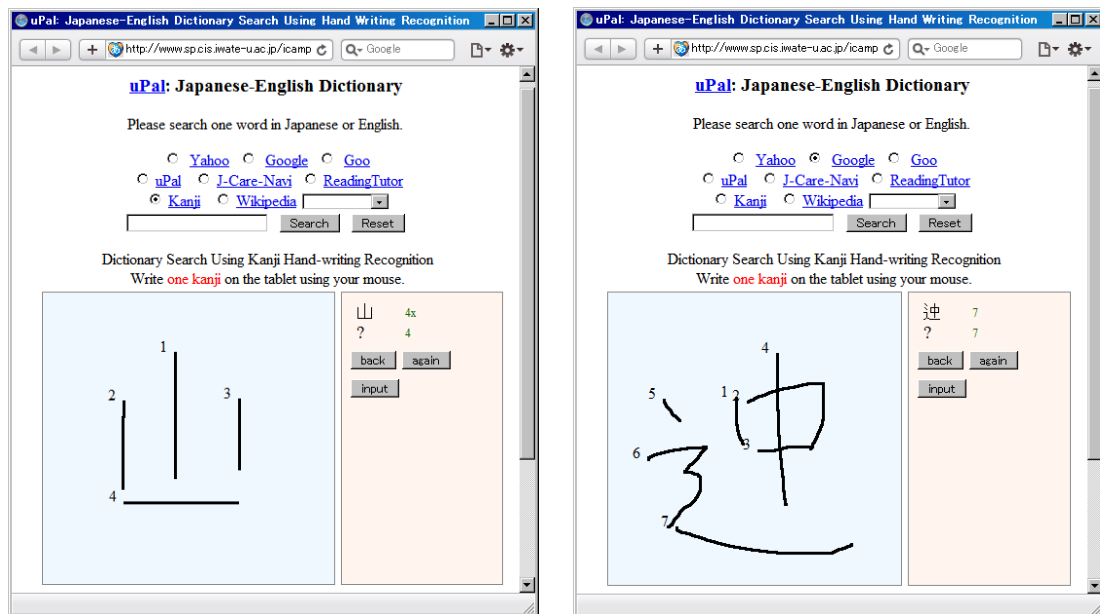 uPal: Japanese-English Dictionary Search Using Hand Writing Recognition
http://www.sp.cis.iwate-u.ac.jp/icamp
Google
uPal: Japanese-English Dictionary
Please search one word in Japanese or English.
Yahoo Google Goo
uPal J-Care-Navi ReadingTutor
Kanji Wikipedia
Search Reset
Dictionary Search Using Kanji Hand-writing Recognition
Write one kanji on the tablet using your mouse.
1
2
3
4
山 4x
? 4
back again
input
uPal: Japanese-English Dictionary Search Using Hand Writing Recognition
http://www.sp.cis.iwate-u.ac.jp/icamp
Google
uPal: Japanese-English Dictionary
Please search one word in Japanese or English.
Yahoo Google Goo
uPal J-Care-Navi ReadingTutor
Kanji Wikipedia
Search Reset
Dictionary Search Using Kanji Hand-writing Recognition
Write one kanji on the tablet using your mouse.
4
5
1 2
3
6
7
7
? 7
back again
input